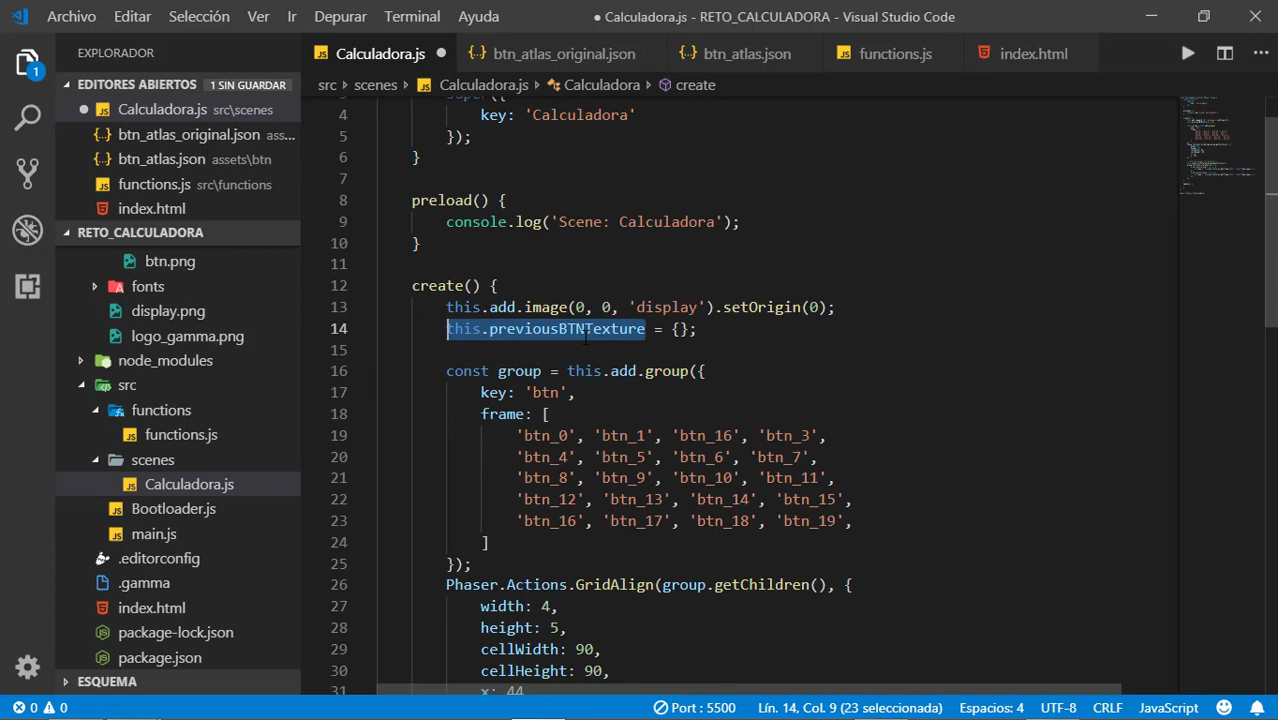 Archivo Editar Selección Ver Ir Depurar Terminal Ayuda ● Calculadora.js - RETO_CALCULADORA - Visual Studio Code
EXPLORADOR
EDITORES ABIERTOS 1 SIN GUARDAR
Calculadora.js src\scenes
btn_atlas_original.json ass...
btn_atlas.json assets\btn
functions.js src\functions
index.html
RETO_CALCULADORA
btn.png
fonts
display.png
logo_gamma.png
node_modules
src
functions
functions.js
scenes
Calculadora.js
Bootloader.js
main.js
.editorconfig
.gamma
index.html
package-lock.json
package.json
ESQUEMA
Calculadora.js btn_atlas_original.json btn_atlas.json functions.js index.html
src > scenes > Calculadora.js > Calculadora > create
4 key: 'Calculadora'
5 });
6 }
7
8 preload() {
9 console.log('Scene: Calculadora');
10 }
11
12 create() {
13 this.add.image(0, 0, 'display').setOrigin(0);
14 this.previousBTNTexture = {};
15
16 const group = this.add.group({
17 key: 'btn',
18 frame: [
19 'btn_0', 'btn_1', 'btn_16', 'btn_3',
20 'btn_4', 'btn_5', 'btn_6', 'btn_7',
21 'btn_8', 'btn_9', 'btn_10', 'btn_11',
22 'btn_12', 'btn_13', 'btn_14', 'btn_15',
23 'btn_16', 'btn_17', 'btn_18', 'btn_19',
24 ]
25 });
26 Phaser.Actions.GridAlign(group.getChildren(), {
27 width: 4,
28 height: 5,
29 cellWidth: 90,
30 cellHeight: 90,
31 x: 44
0 0 Port : 5500 Lín. 14, Col. 9 (23 seleccionada) Espacios: 4 UTF-8 CRLF JavaScript